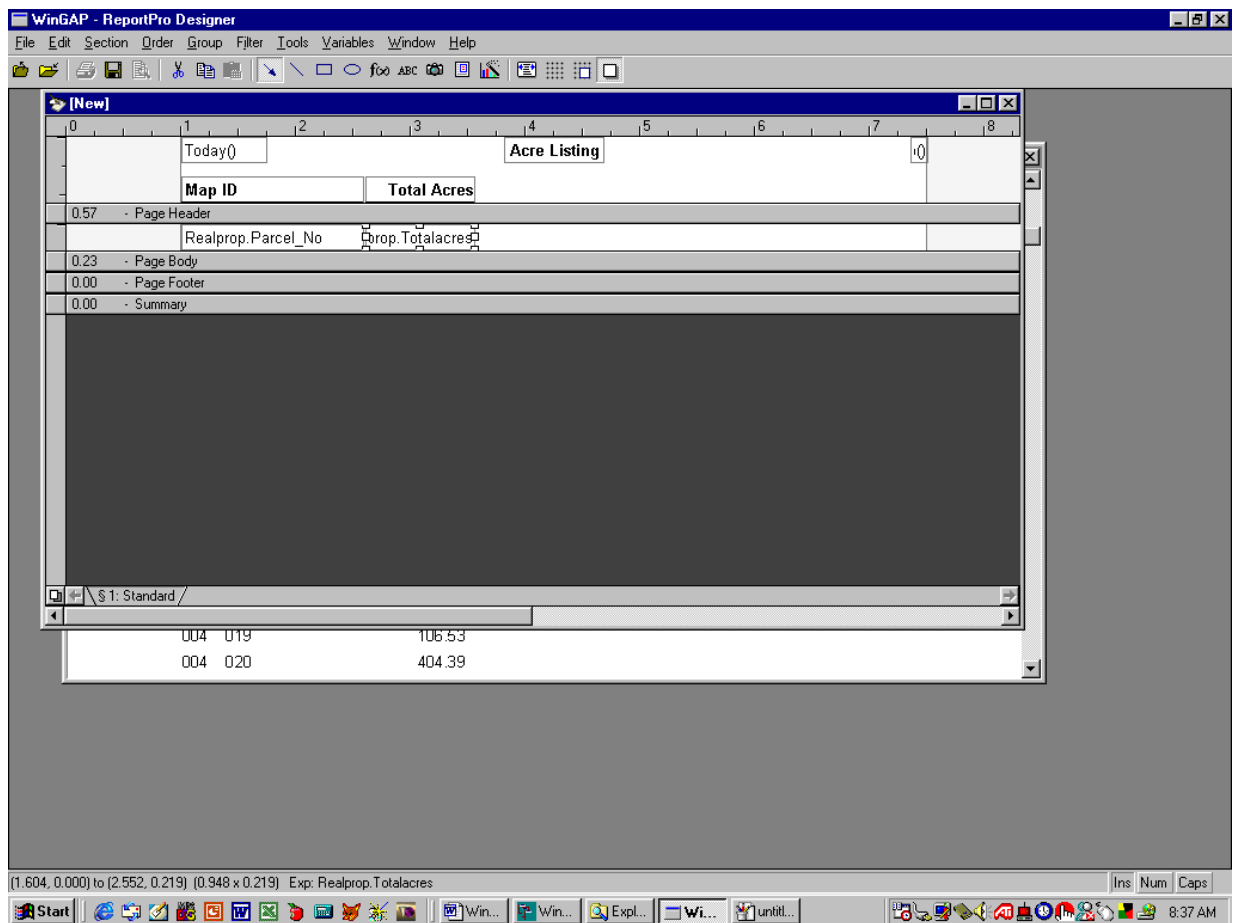 WinGAP - ReportPro Designer
File Edit Section Order Group Filter Tools Variables Window Help
f(x) ABC
[New]
0 1 2 3 4 5 6 7 8
Today() Acre Listing ()
Map ID Total Acres
0.57 - Page Header
Realprop.Parcel_No prop.Totalacres
0.23 - Page Body
0.00 - Page Footer
0.00 - Summary
§ 1: Standard
004 019 106.53
004 020 404.39
(1.604, 0.000) to (2.552, 0.219) (0.948 x 0.219) Exp: Realprop.Totalacres Ins Num Caps
Start Win... Win... Expl... Wi... untitl... 8:37 AM